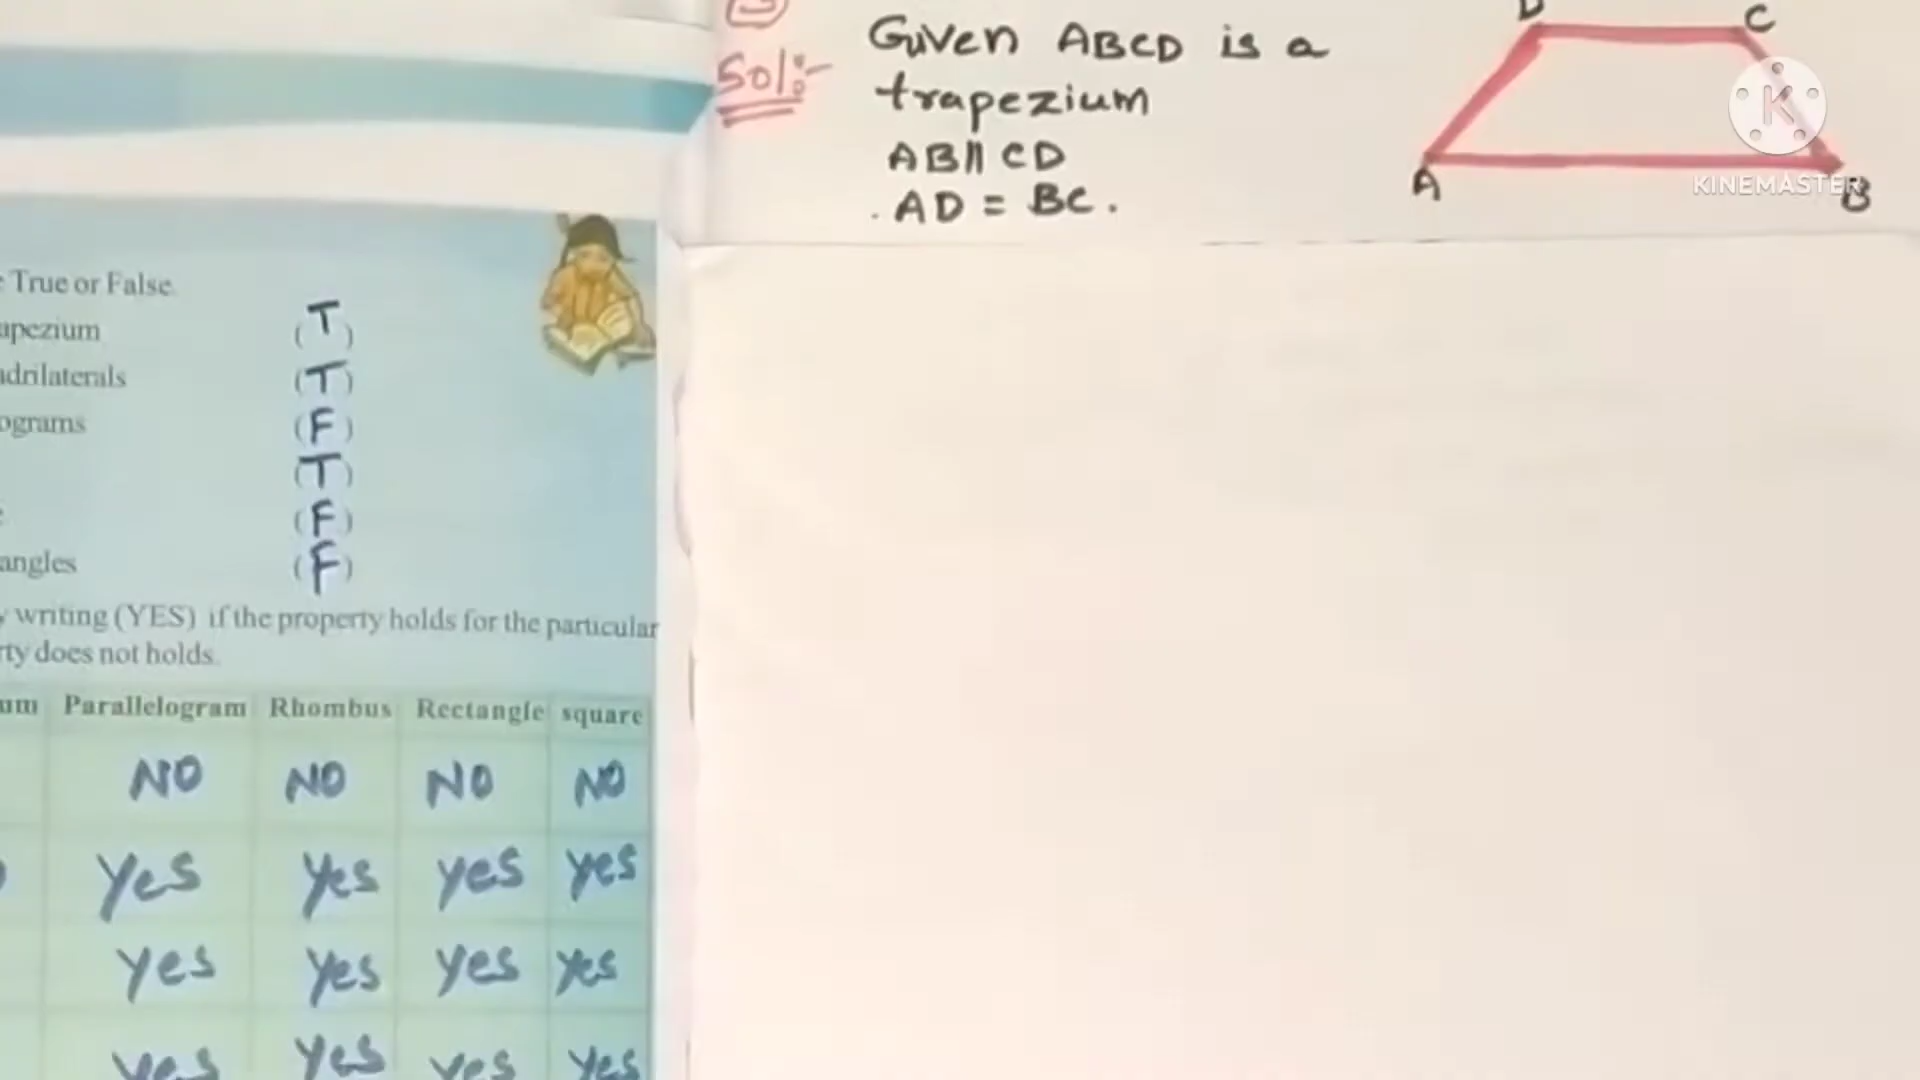 Sol:-
Given ABCD is a
trapezium
AB || CD
. AD = BC .
D C
A B
KINEMASTER
True or False.
apezium (T)
adrilaterals (T)
ograms (F)
(T)
(F)
angles (F)
writing (YES) if the property holds for the particular
rty does not holds.
um Parallelogram Rhombus Rectangle square
NO NO NO NO
Yes Yes Yes Yes
Yes Yes Yes Yes
Yes Yes Yes Yes